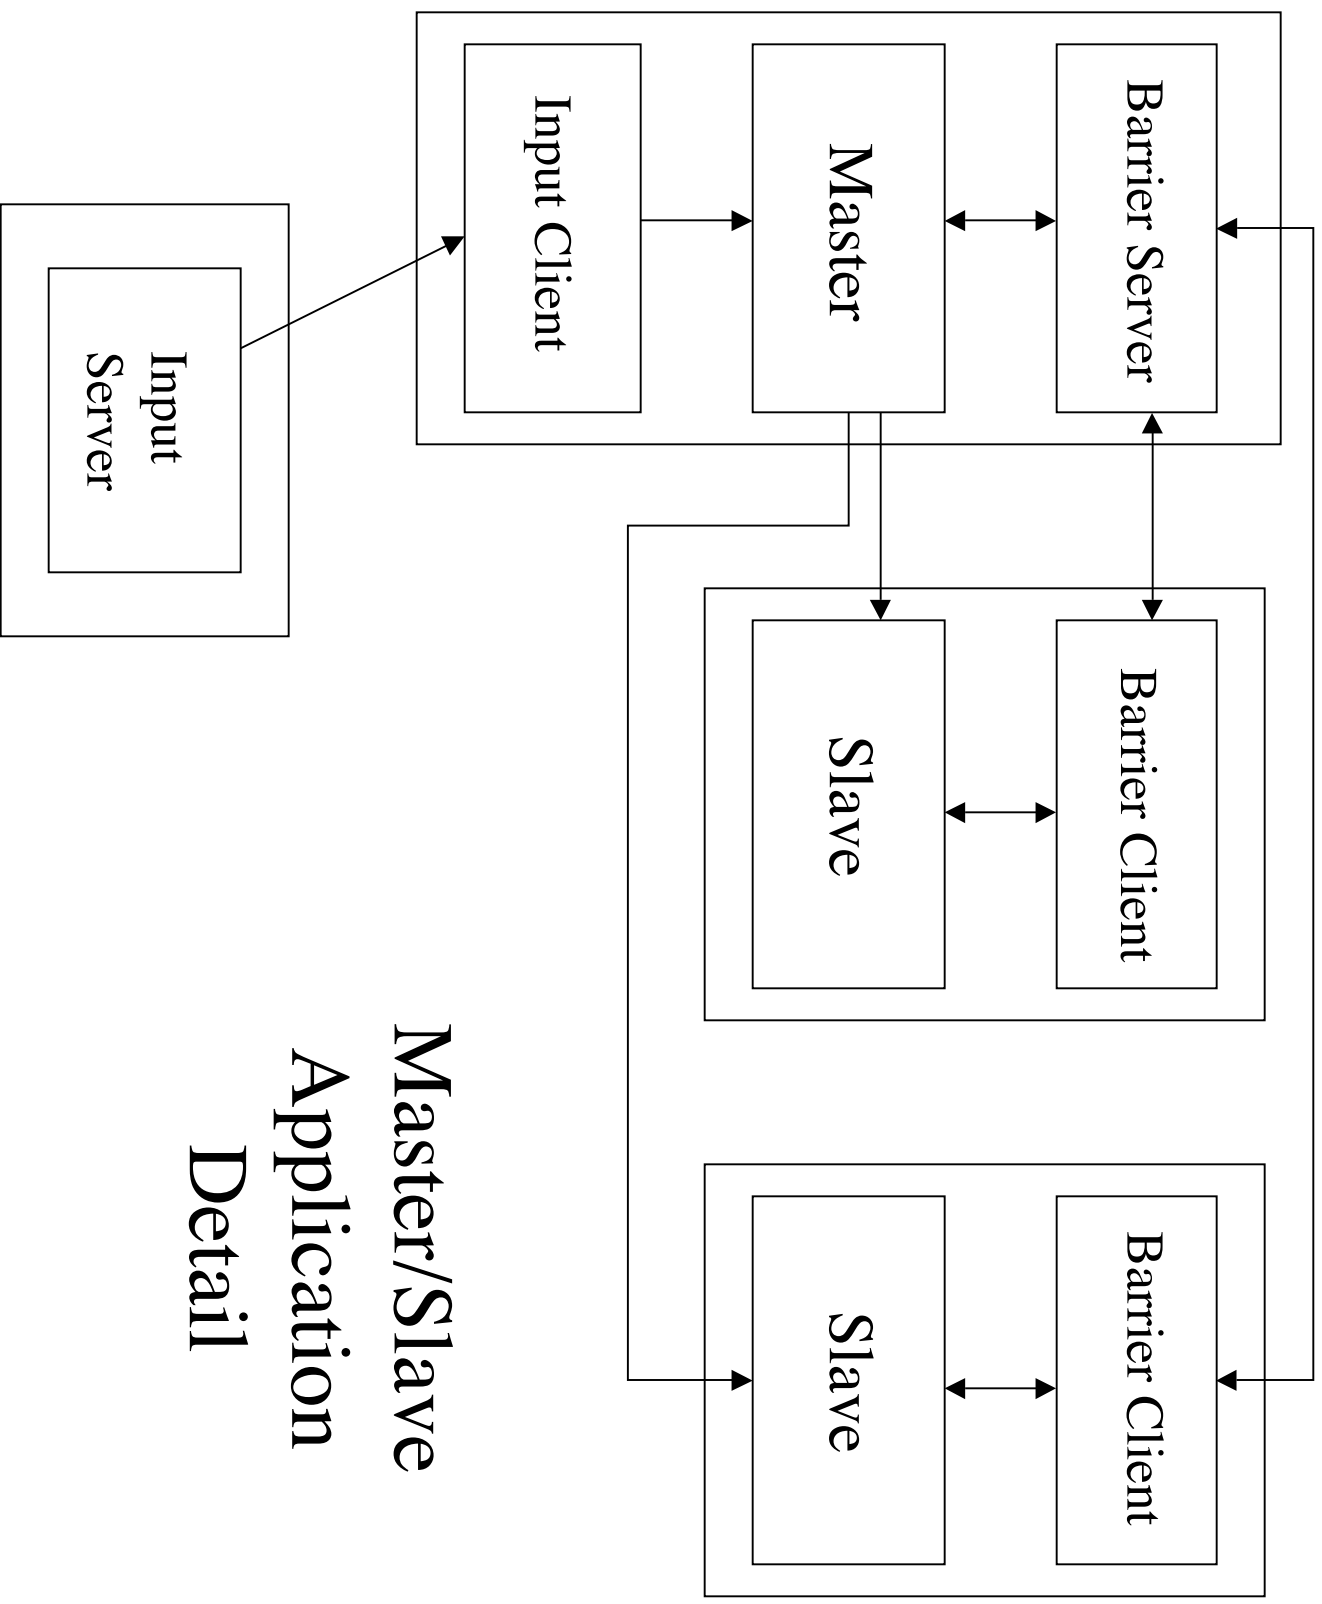 Barrier Server
Barrier Client
Barrier Client
Master
Slave
Slave
Input Client
Master/Slave
Application
Detail
Input
Server